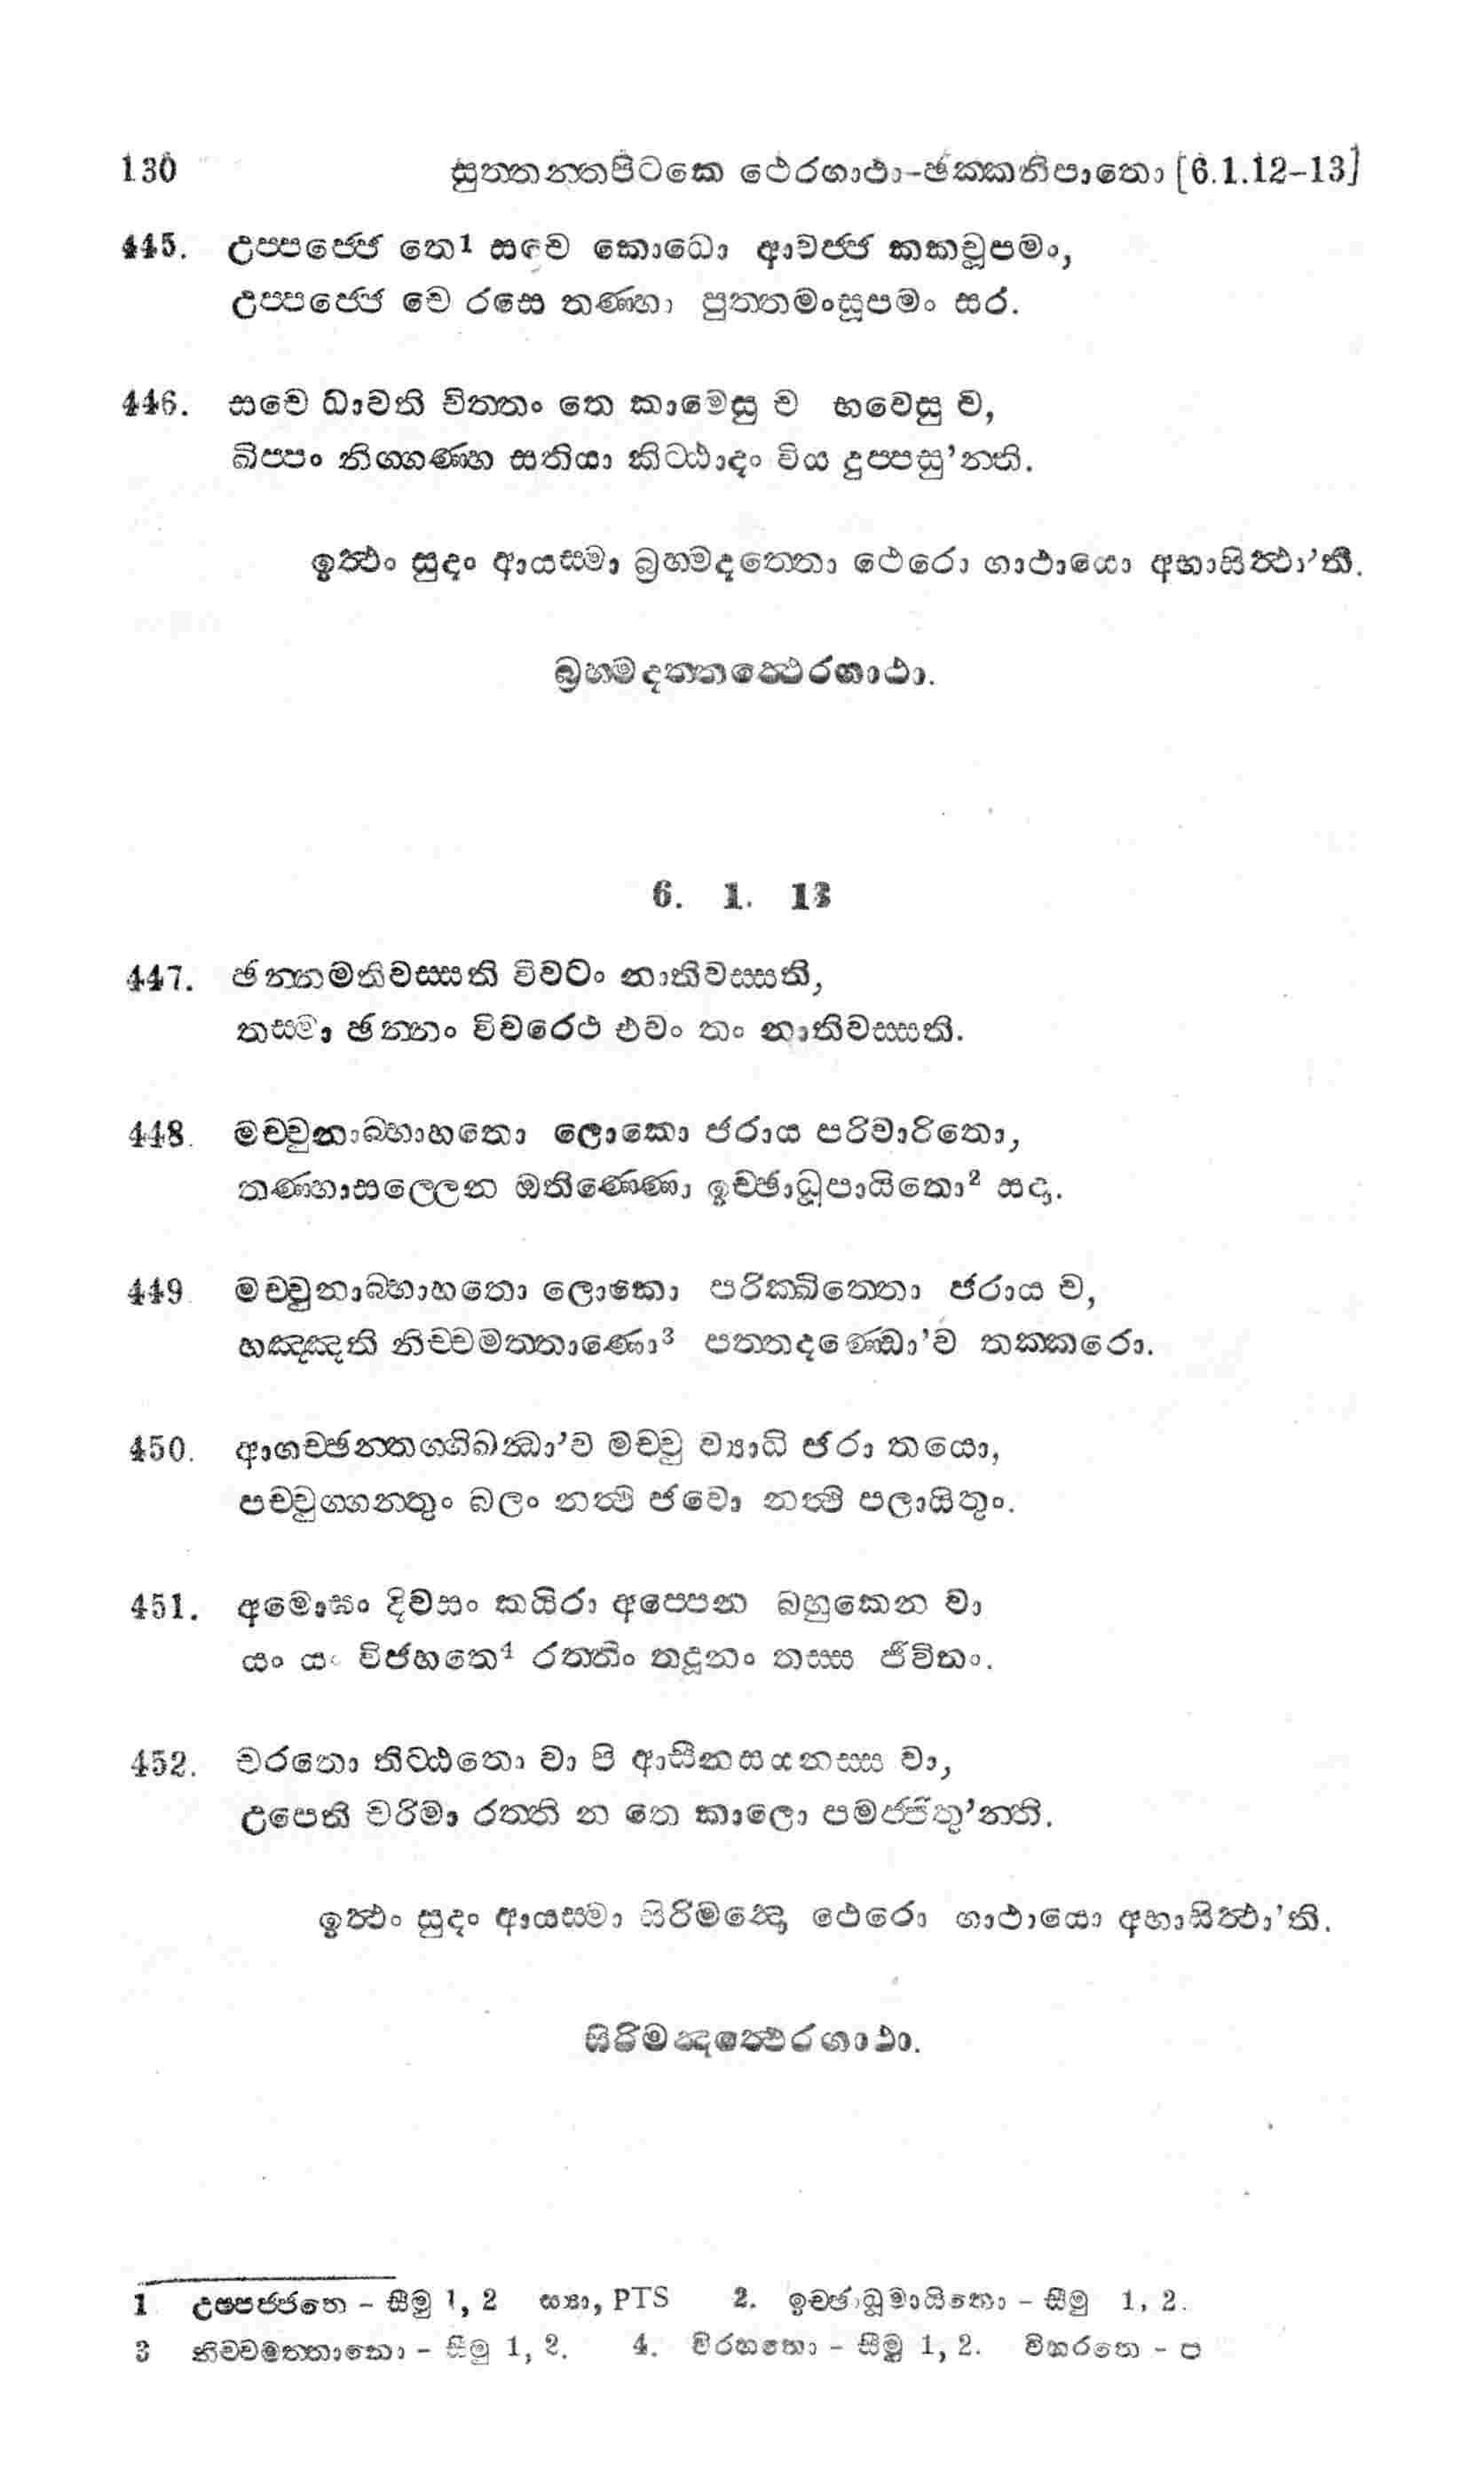 130 සුත්තන්තපිටකෙ ථෙරගාථා-ඡක්කනිපාතො [6.1.12-13]
445. උප්පජ්ජෙ තෙ1 සචෙ කොධො ආවජ්ජ කකචූපමං,
උප්පජ්ජෙ චෙ රසෙ තණ්හා පුත්තමංසූපමං සර.
446. සචෙ ධාවති චිත්තං තෙ කාමෙසු ච භවෙසු ච,
ඛිප්පං නිග්ගණ්හ සතියා කිට්ඨාදං විය දුප්පසු'න්ති.
ඉත්ථං සුදං ආයස්මා බ්‍රහ්මදත්තො ථෙරො ගාථායො අභාසිත්ථා'ති.
බ්‍රහ්මදත්තත්ථෙරගාථා.
6. 1. 13
447. ඡන්නමතිවස්සති විවටං නාතිවස්සති,
තස්මා ඡන්නං විවරෙථ එවං තං නාතිවස්සති.
448. මච්චුනාබ්භාහතො ලොකො ජරාය පරිවාරිතො,
තණ්හාසල්ලෙන ඔතිණ්ණො ඉච්ඡාධූපායිතො2 සදා.
449. මච්චුනාබ්භාහතො ලොකො පරික්ඛිත්තො ජරාය ච,
හඤ්ඤති නිච්චමත්තාණො3 පත්තදණ්ඩො'ව තක්කරො.
450. ආගච්ඡන්තග්ගිඛන්ධා'ව මච්චු ව්‍යාධි ජරා තයො,
පච්චුග්ගන්තුං බලං නත්ථි ජවො නත්ථි පලායිතුං.
451. අමොඝං දිවසං කයිරා අප්පෙන බහුකෙන වා
යං යං විජහතෙ4 රත්තිං තදූනං තස්ස ජීවිතං.
452. චරතො තිට්ඨතො වා පි ආසීනසයනස්ස වා,
උපෙති චරිමා රත්ති න තෙ කාලො පමජ්ජිතු'න්ති.
ඉත්ථං සුදං ආයස්මා සිරිමණ්ඩො ථෙරො ගාථායො අභාසිත්ථා'ති.
සිරිමණ්ඩත්ථෙරගාථා.
1 උප්පජ්ජතෙ - සීමු 1, 2 ස්‍යා, PTS 2. ඉච්ඡාධූමායිතො - සීමු 1, 2.
3 නිච්චමත්තානො - සීමු 1, 2. 4. විරහතො - සීමු 1, 2. විහරතෙ - ප